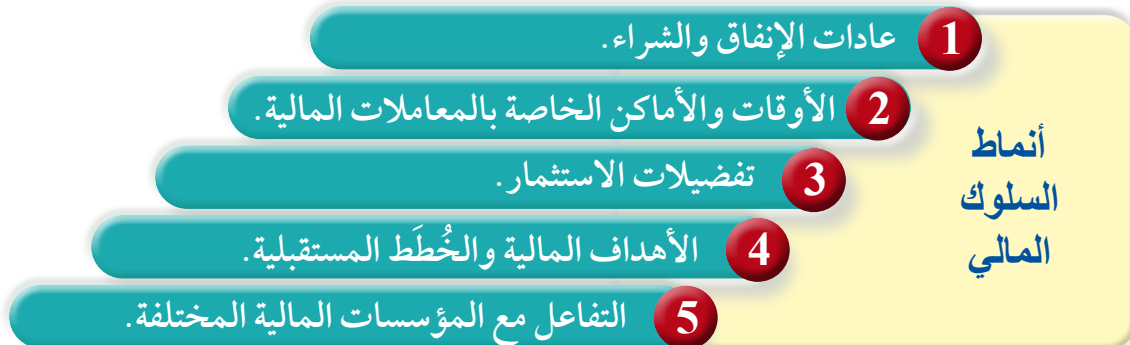 أنماط
السلوك
المالي
1 عادات الإنفاق والشراء.
2 الأوقات والأماكن الخاصة بالمعاملات المالية.
3 تفضيلات الاستثمار.
4 الأهداف المالية والخُطَط المستقبلية.
5 التفاعل مع المؤسسات المالية المختلفة.